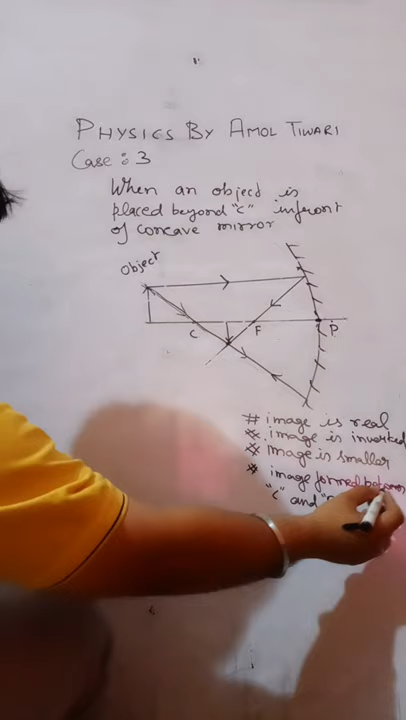 PHYSICS BY AMOL TIWARI
Case : 3
When an object is
placed beyond "c" infront
of concave mirror
Object
C
F
P
# image is real
* image is inverted
* image is smaller
* image formed between
"c" and